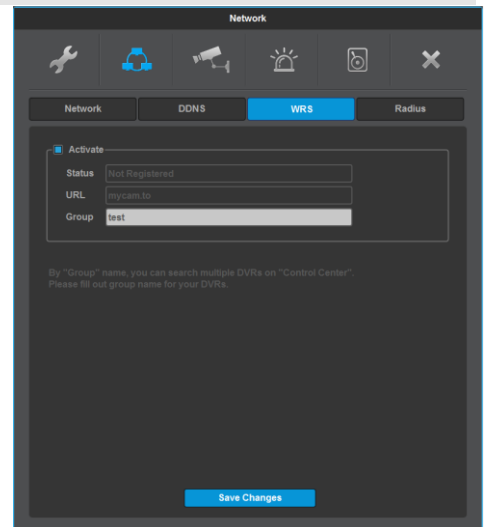 Network
Network DDNS WRS Radius
Activate
Status Not Registered
URL mycam.to
Group test
By "Group" name, you can search multiple DVRs on "Control Center".
Please fill out group name for your DVRs.
Save Changes